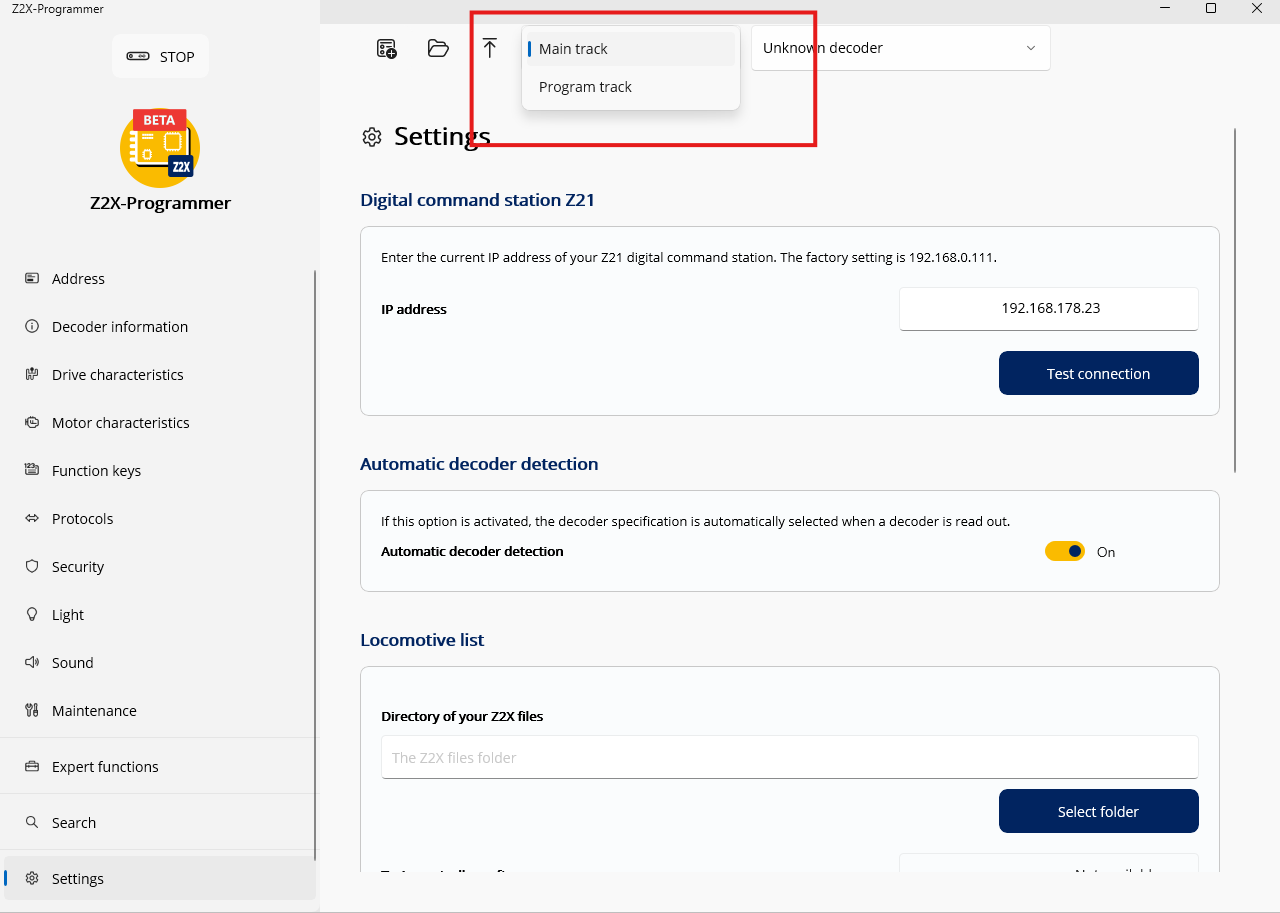 Z2X-Programmer
STOP
BETA
Z2X
Z2X-Programmer
Address
Decoder information
Drive characteristics
Motor characteristics
Function keys
Protocols
Security
Light
Sound
Maintenance
Expert functions
Search
Settings
Main track
Program track
Unknown decoder
Settings
Digital command station Z21
Enter the current IP address of your Z21 digital command station. The factory setting is 192.168.0.111.
IP address
192.168.178.23
Test connection
Automatic decoder detection
If this option is activated, the decoder specification is automatically selected when a decoder is read out.
Automatic decoder detection
On
Locomotive list
Directory of your Z2X files
The Z2X files folder
Select folder